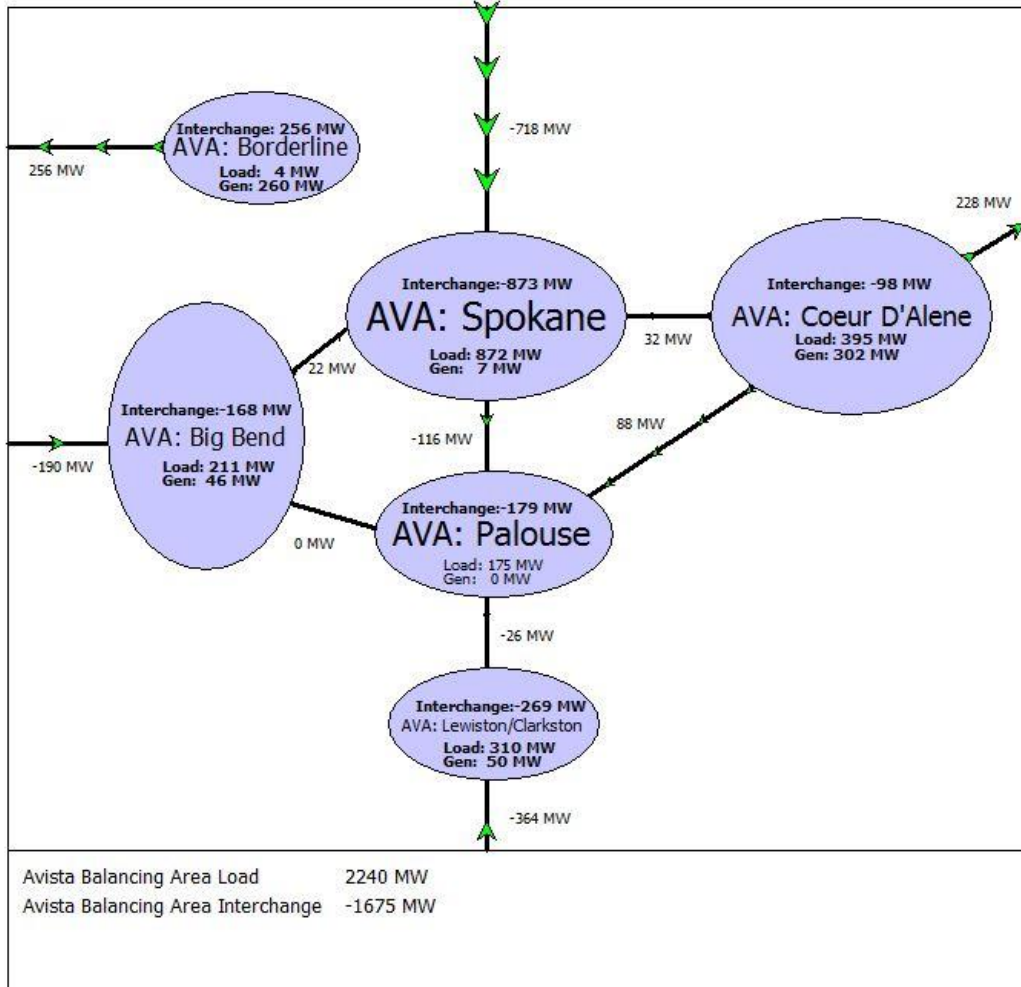 -718 MW
Interchange: 256 MW
AVA: Borderline
Load: 4 MW
Gen: 260 MW
256 MW
228 MW
Interchange:-873 MW
AVA: Spokane
Load: 872 MW
Gen: 7 MW
Interchange: -98 MW
AVA: Coeur D'Alene
Load: 395 MW
Gen: 302 MW
32 MW
22 MW
Interchange:-168 MW
AVA: Big Bend
Load: 211 MW
Gen: 46 MW
-190 MW
-116 MW
88 MW
Interchange:-179 MW
AVA: Palouse
Load: 175 MW
Gen: 0 MW
0 MW
-26 MW
Interchange:-269 MW
AVA: Lewiston/Clarkston
Load: 310 MW
Gen: 50 MW
-364 MW
Avista Balancing Area Load 2240 MW
Avista Balancing Area Interchange -1675 MW